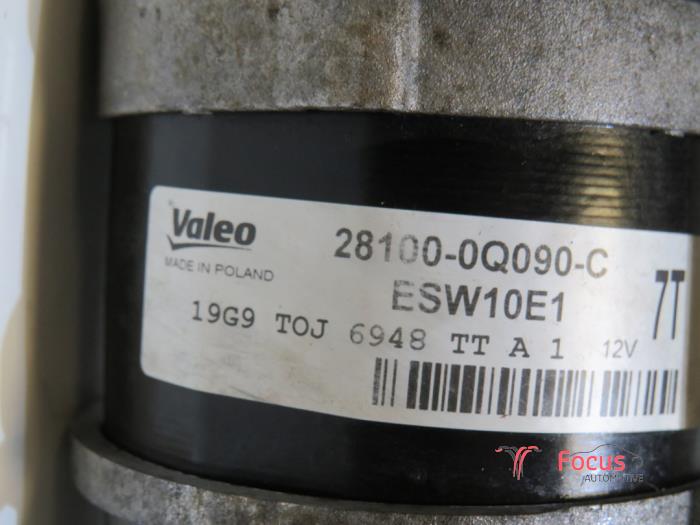 Valeo
MADE IN POLAND
28100-0Q090-C
ESW10E1
7T
19G9 TOJ 6948 TT A 1 12V
Focus
AUTOMOTIVE